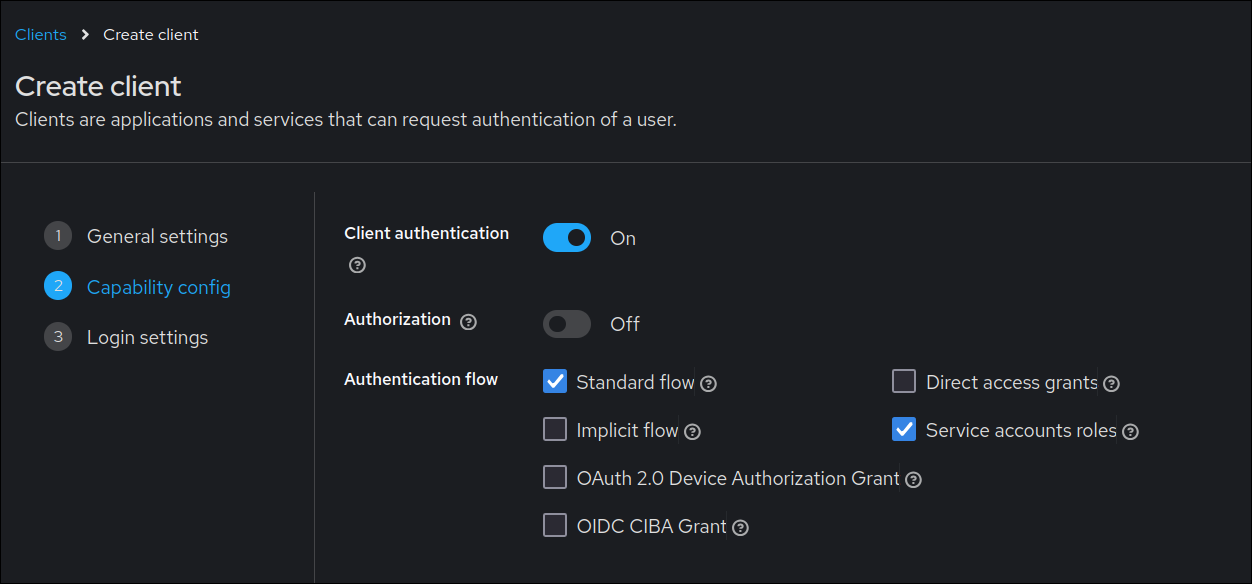 Clients > Create client
Create client
Clients are applications and services that can request authentication of a user.
1 General settings
2 Capability config
3 Login settings
Client authentication
On
Authorization
Off
Authentication flow
Standard flow
Direct access grants
Implicit flow
Service accounts roles
OAuth 2.0 Device Authorization Grant
OIDC CIBA Grant